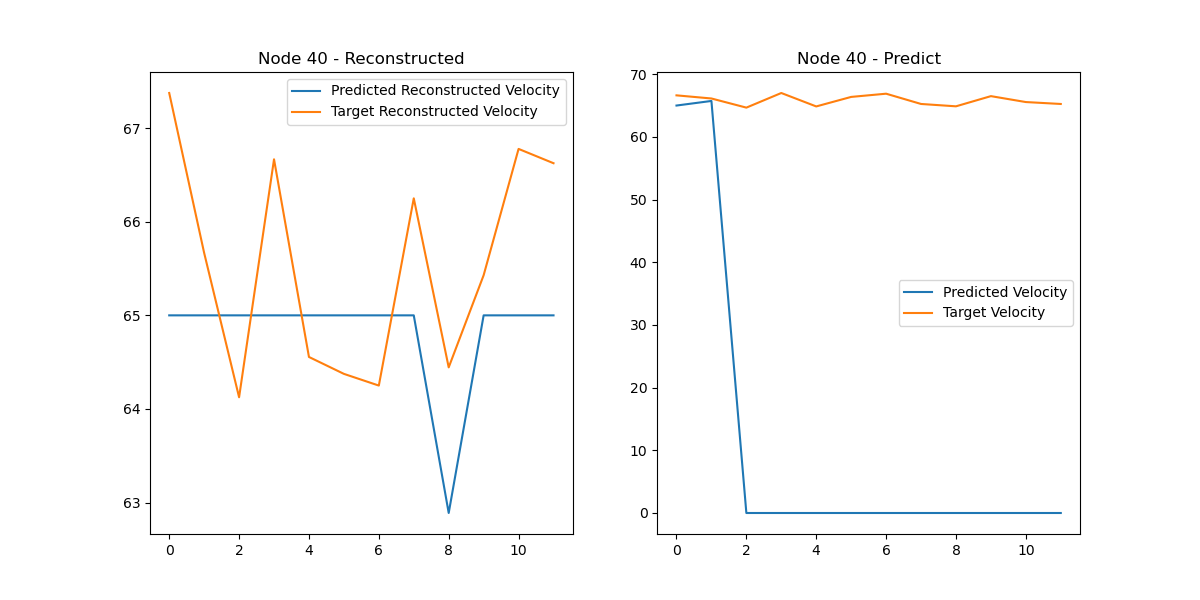 Node 40 - Reconstructed
Predicted Reconstructed Velocity
Target Reconstructed Velocity
67
66
65
64
63
0 2 4 6 8 10
Node 40 - Predict
70
60
50
40
30
20
10
0
Predicted Velocity
Target Velocity
0 2 4 6 8 10